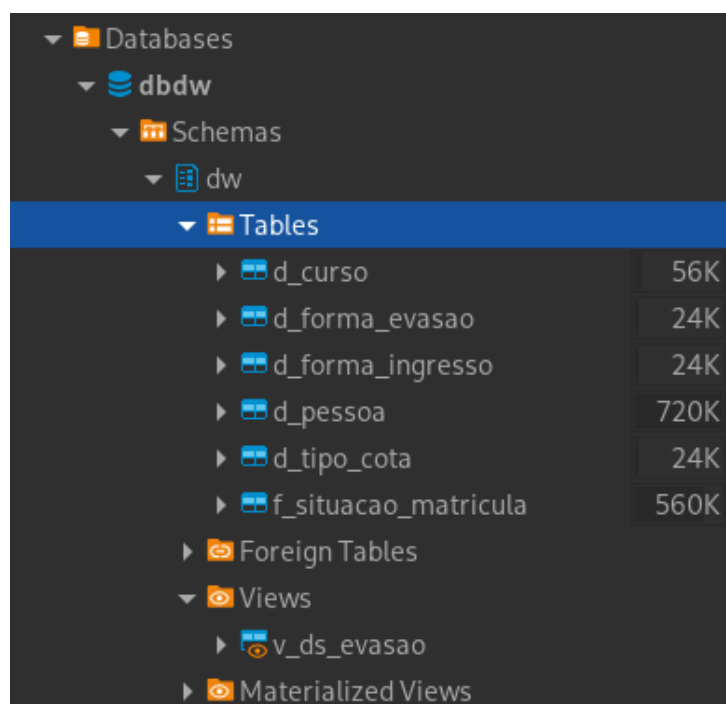 Databases
dbdw
Schemas
dw
Tables
d_curso 56K
d_forma_evasao 24K
d_forma_ingresso 24K
d_pessoa 720K
d_tipo_cota 24K
f_situacao_matricula 560K
Foreign Tables
Views
v_ds_evasao
Materialized Views